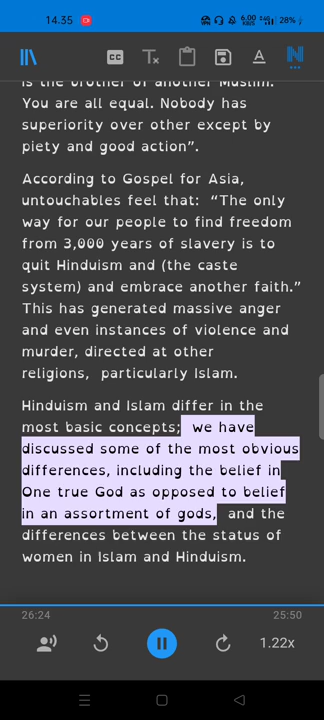 14.35
6.00 KB/S
28%
CC
is the brother of another Muslim.
You are all equal. Nobody has
superiority over other except by
piety and good action”.
According to Gospel for Asia,
untouchables feel that: “The only
way for our people to find freedom
from 3,000 years of slavery is to
quit Hinduism and (the caste
system) and embrace another faith.”
This has generated massive anger
and even instances of violence and
murder, directed at other
religions, particularly Islam.
Hinduism and Islam differ in the
most basic concepts; we have
discussed some of the most obvious
differences, including the belief in
One true God as opposed to belief
in an assortment of gods, and the
differences between the status of
women in Islam and Hinduism.
26:24
25:50
1.22x